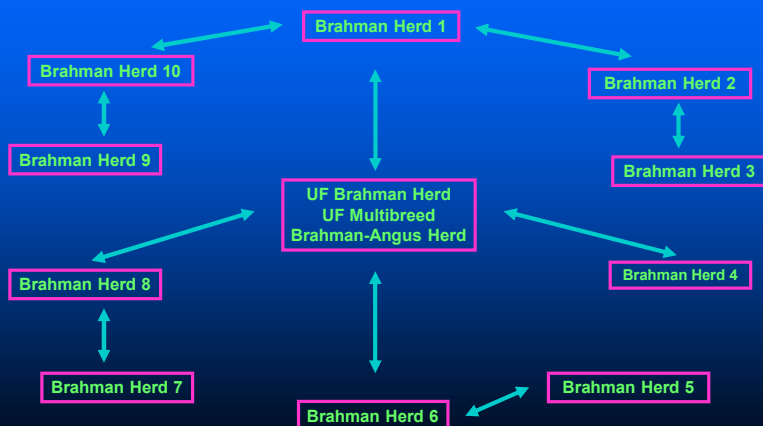 Brahman Herd 1
Brahman Herd 10
Brahman Herd 2
Brahman Herd 9
Brahman Herd 3
UF Brahman Herd
UF Multibreed
Brahman-Angus Herd
Brahman Herd 8
Brahman Herd 4
Brahman Herd 7
Brahman Herd 5
Brahman Herd 6